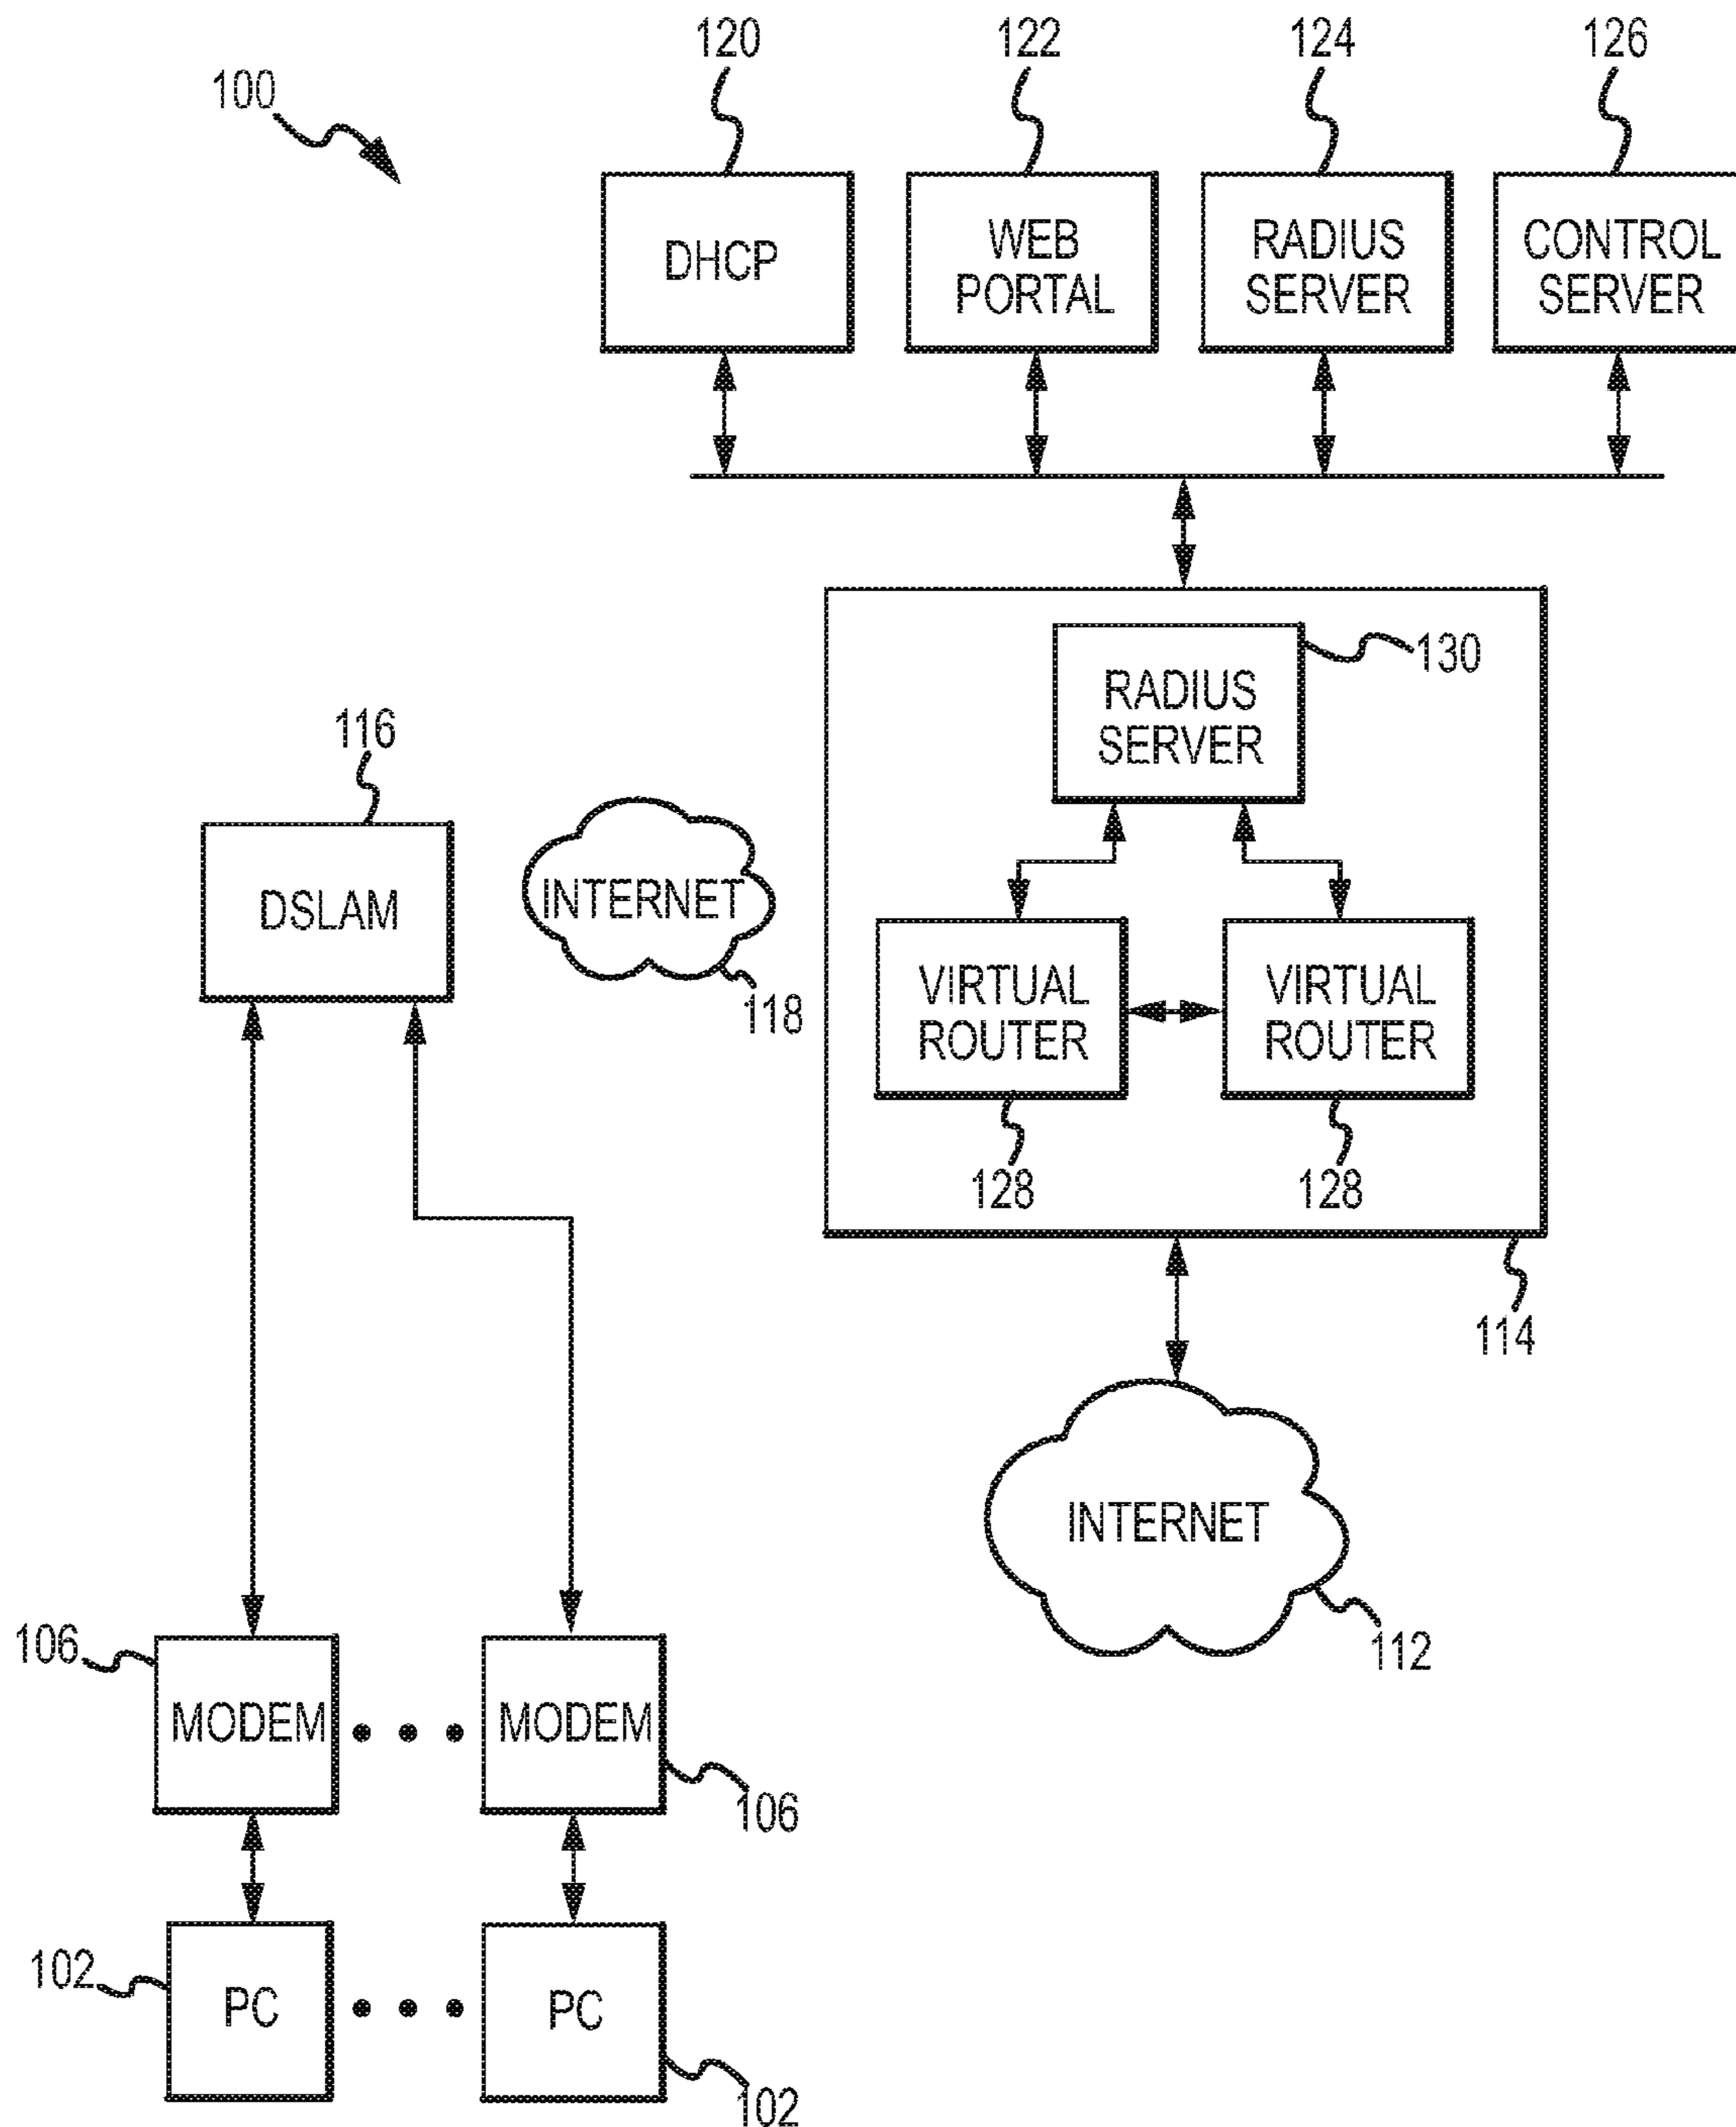 120
122
124
126
100
DHCP
WEB
PORTAL
RADIUS
SERVER
CONTROL
SERVER
130
RADIUS
SERVER
116
DSLAM
INTERNET
118
VIRTUAL
ROUTER
VIRTUAL
ROUTER
128
128
114
INTERNET
112
106
MODEM
MODEM
106
102
PC
PC
102